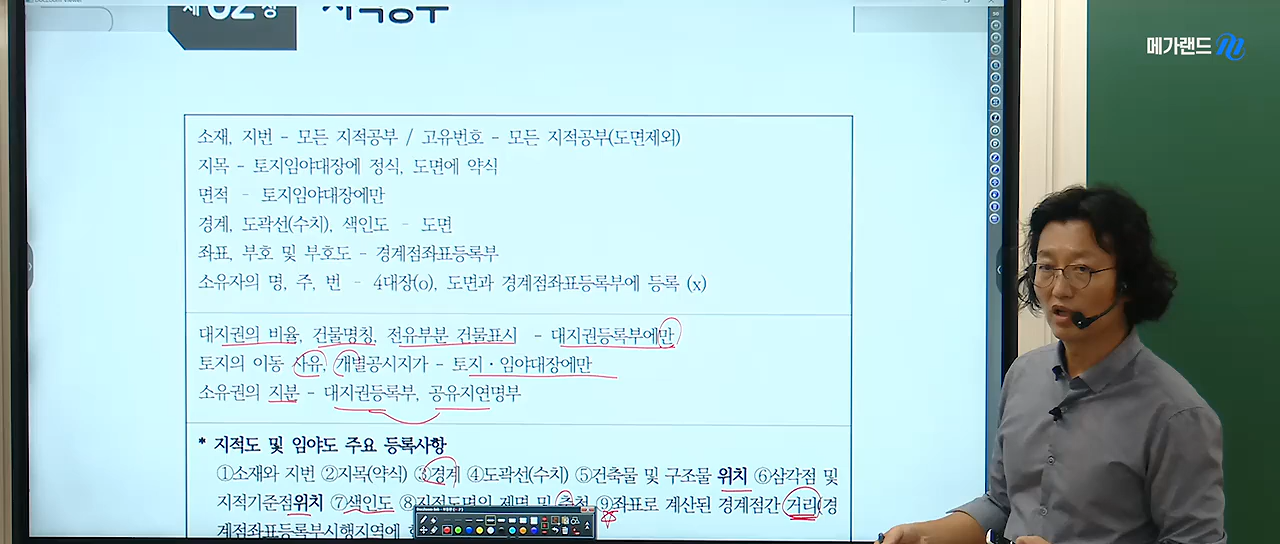 제 02 장 지적공부
메가랜드
소재, 지번 - 모든 지적공부 / 고유번호 - 모든 지적공부(도면제외)
지목 - 토지임야대장에 정식, 도면에 약식
면적 - 토지임야대장에만
경계, 도곽선(수치), 색인도 - 도면
좌표, 부호 및 부호도 - 경계점좌표등록부
소유자의 명, 주, 번 - 4대장(o), 도면과 경계점좌표등록부에 등록 (x)
대지권의 비율, 건물명칭, 전유부분 건물표시 - 대지권등록부에만
토지의 이동 사유, 개별공시지가 - 토지·임야대장에만
소유권의 지분 - 대지권등록부, 공유지연명부
* 지적도 및 임야도 주요 등록사항
①소재와 지번 ②지목(약식) ③경계 ④도곽선(수치) ⑤건축물 및 구조물 위치 ⑥삼각점 및
지적기준점위치 ⑦색인도 ⑧지적도면의 제명 및 축척 ⑨좌표로 계산된 경계점간 거리(경
계점좌표등록부시행지역에